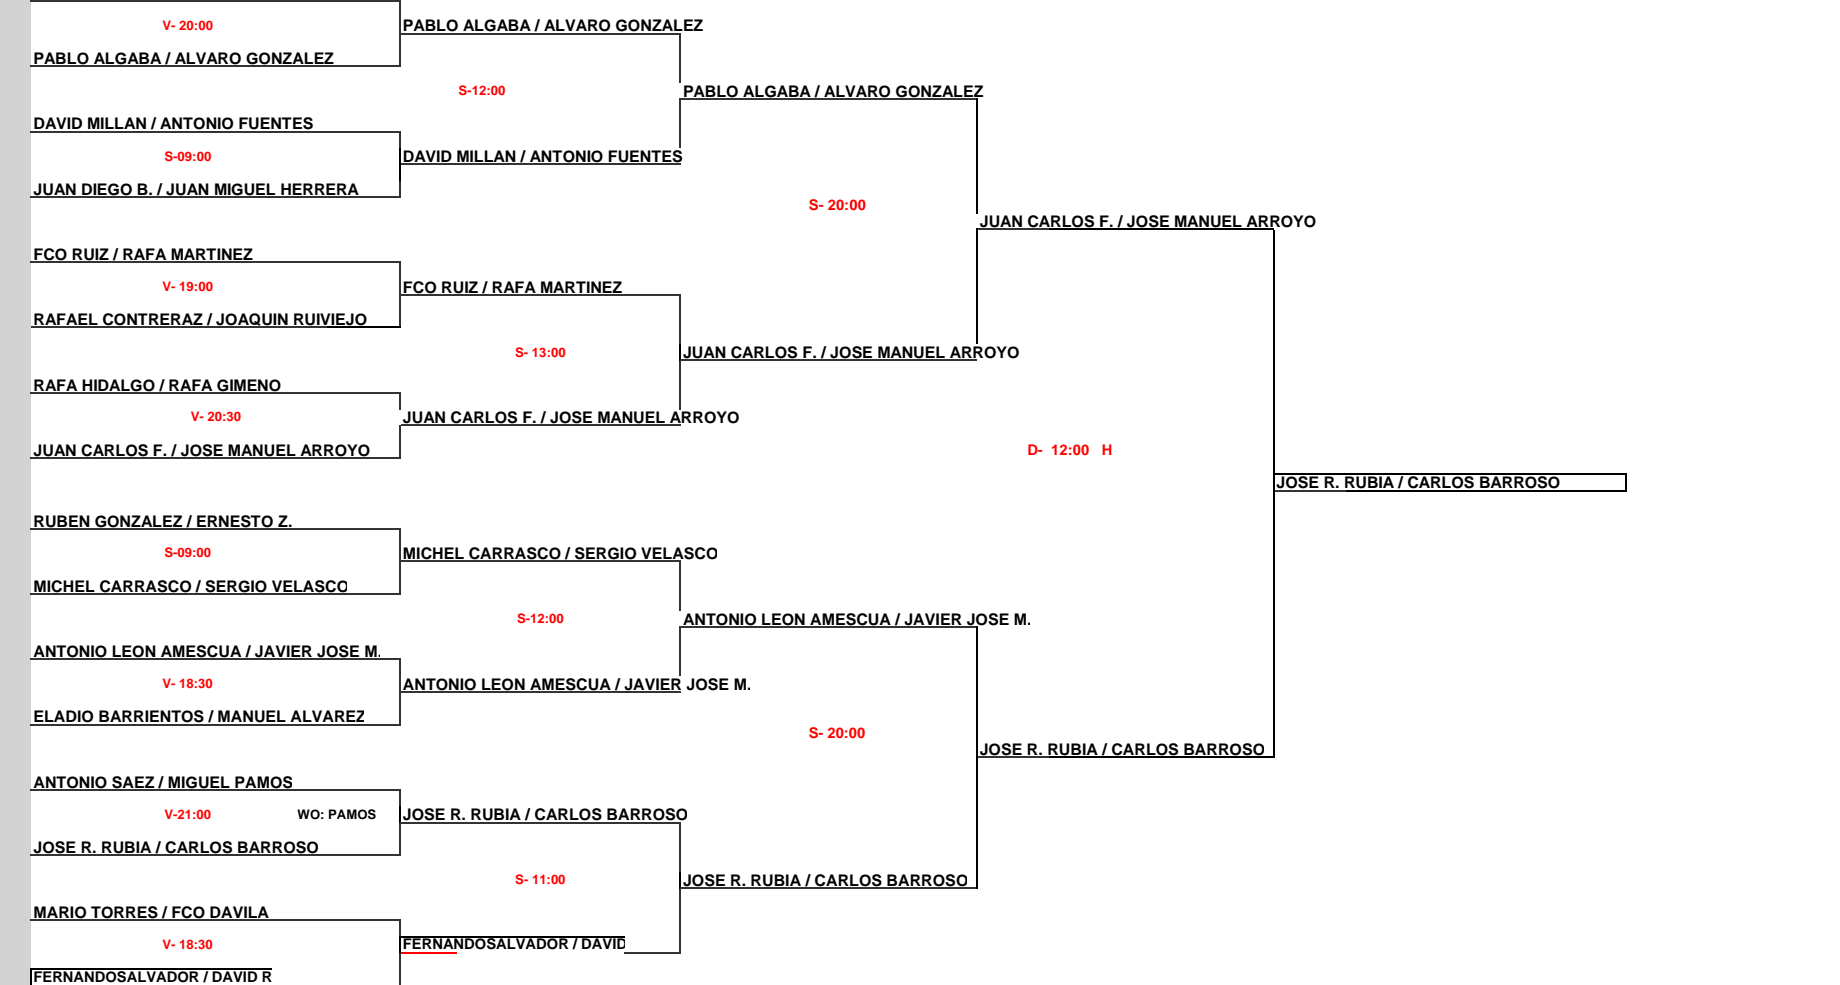 V- 20:00
PABLO ALGABA / ALVARO GONZALEZ
PABLO ALGABA / ALVARO GONZALEZ
S-12:00
PABLO ALGABA / ALVARO GONZALEZ
DAVID MILLAN / ANTONIO FUENTES
S-09:00
DAVID MILLAN / ANTONIO FUENTES
JUAN DIEGO B. / JUAN MIGUEL HERRERA
S- 20:00
JUAN CARLOS F. / JOSE MANUEL ARROYO
FCO RUIZ / RAFA MARTINEZ
V- 19:00
FCO RUIZ / RAFA MARTINEZ
RAFAEL CONTRERAZ / JOAQUIN RUIVIEJO
S- 13:00
JUAN CARLOS F. / JOSE MANUEL ARROYO
RAFA HIDALGO / RAFA GIMENO
V- 20:30
JUAN CARLOS F. / JOSE MANUEL ARROYO
JUAN CARLOS F. / JOSE MANUEL ARROYO
D- 12:00 H
JOSE R. RUBIA / CARLOS BARROSO
RUBEN GONZALEZ / ERNESTO Z.
S-09:00
MICHEL CARRASCO / SERGIO VELASCO
MICHEL CARRASCO / SERGIO VELASCO
S-12:00
ANTONIO LEON AMESCUA / JAVIER JOSE M.
ANTONIO LEON AMESCUA / JAVIER JOSE M.
V- 18:30
ANTONIO LEON AMESCUA / JAVIER JOSE M.
ELADIO BARRIENTOS / MANUEL ALVAREZ
S- 20:00
JOSE R. RUBIA / CARLOS BARROSO
ANTONIO SAEZ / MIGUEL PAMOS
V-21:00 WO: PAMOS
JOSE R. RUBIA / CARLOS BARROSO
JOSE R. RUBIA / CARLOS BARROSO
S- 11:00
JOSE R. RUBIA / CARLOS BARROSO
MARIO TORRES / FCO DAVILA
V- 18:30
FERNANDOSALVADOR / DAVID
FERNANDOSALVADOR / DAVID R